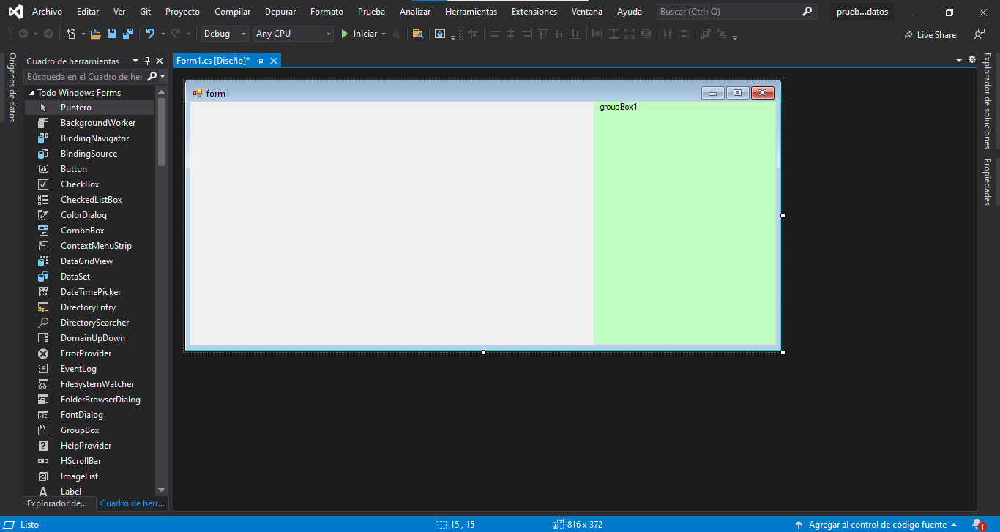 Archivo Editar Ver Git Proyecto Compilar Depurar Formato Prueba Analizar Herramientas Extensiones Ventana Ayuda Buscar (Ctrl+Q) prueb...datos
Debug Any CPU Iniciar Live Share
Orígenes de datos
Cuadro de herramientas
Búsqueda en el Cuadro de her
Todo Windows Forms
Puntero
BackgroundWorker
BindingNavigator
BindingSource
Button
CheckBox
CheckedListBox
ColorDialog
ComboBox
ContextMenuStrip
DataGridView
DataSet
DateTimePicker
DirectoryEntry
DirectorySearcher
DomainUpDown
ErrorProvider
EventLog
FileSystemWatcher
FolderBrowserDialog
FontDialog
GroupBox
HelpProvider
HScrollBar
ImageList
Label
Explorador de... Cuadro de herr...
Form1.cs [Diseño]*
form1
groupBox1
Explorador de soluciones
Propiedades
Listo 15 , 15 816 x 372 Agregar al control de código fuente 1